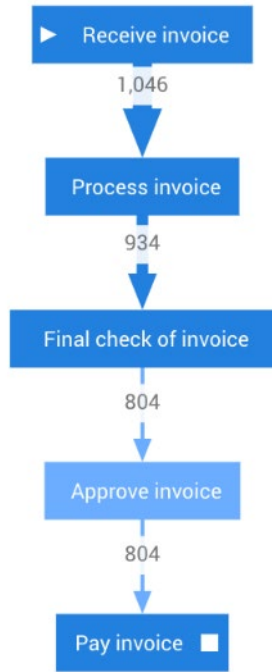 Receive invoice
1,046
Process invoice
934
Final check of invoice
804
Approve invoice
804
Pay invoice